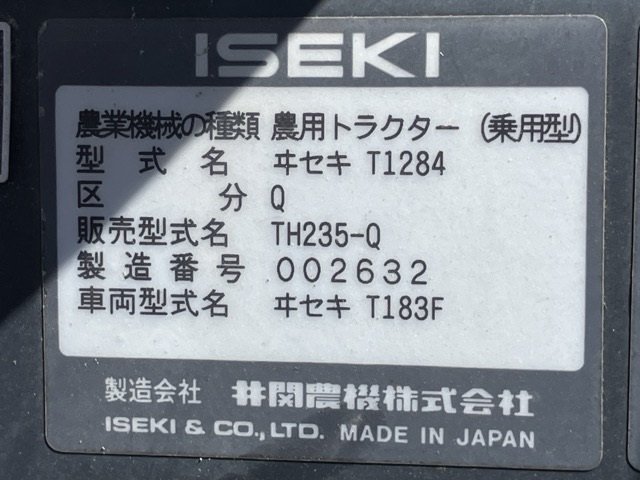 ISEKI
農業機械の種類 農用トラクター (乗用型)
型式名 ヰセキ T1284
区分 Q
販売型式名 TH235-Q
製造番号 002632
車両型式名 ヰセキ T183F
製造会社 井関農機株式会社
ISEKI & CO.,LTD. MADE IN JAPAN